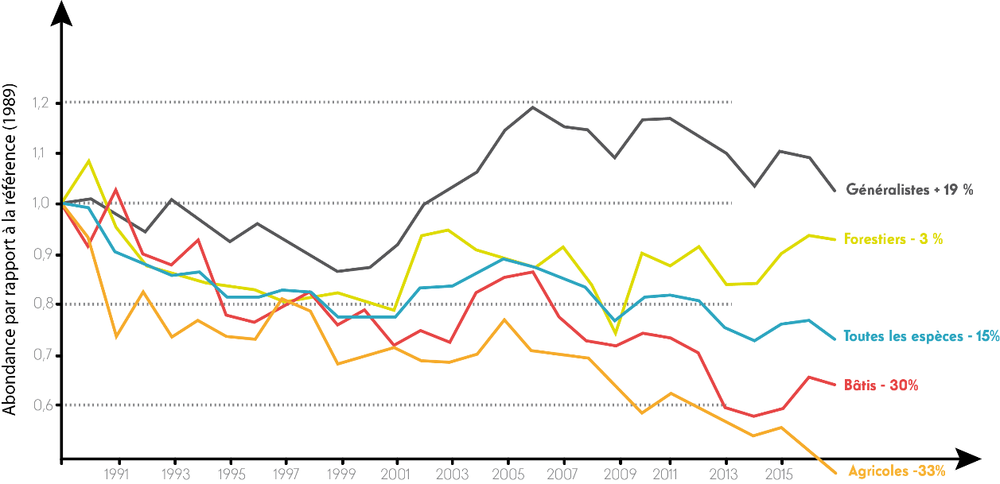 Abondance par rapport à la référence (1989)
1,2
1,1
1,0
0,9
0,8
0,7
0,6
Généralistes + 19 %
Forestiers - 3 %
Toutes les espèces - 15%
Bâtis - 30%
Agricoles -33%
1991 1993 1995 1997 1999 2001 2003 2005 2007 2009 2011 2013 2015